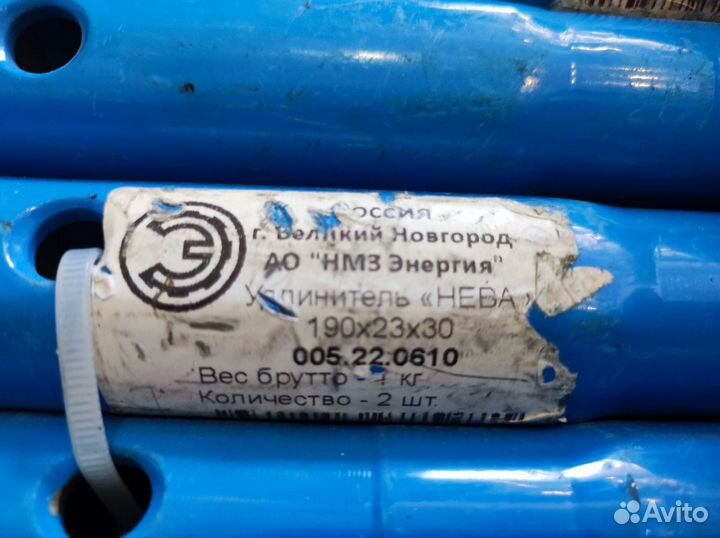 Россия
г. Великий Новгород
АО "НМЗ Энергия"
Удлинитель «НЕВА
190х23х30
005.22.0610
Вес брутто - 1 кг
Количество - 2 шт.
Avito